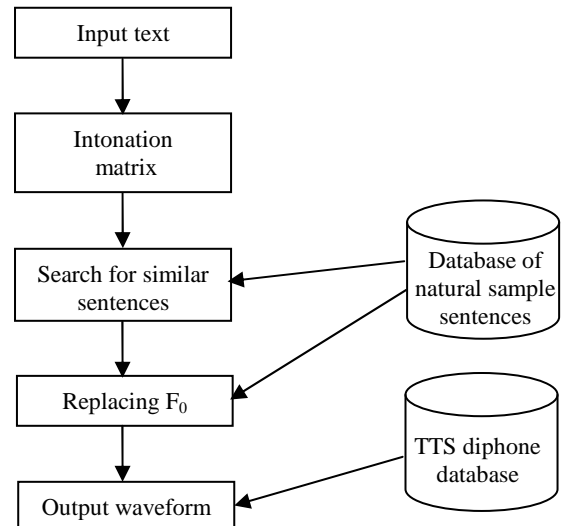 Input text
Intonation
matrix
Search for similar
sentences
Database of
natural sample
sentences
Replacing F₀
TTS diphone
database
Output waveform